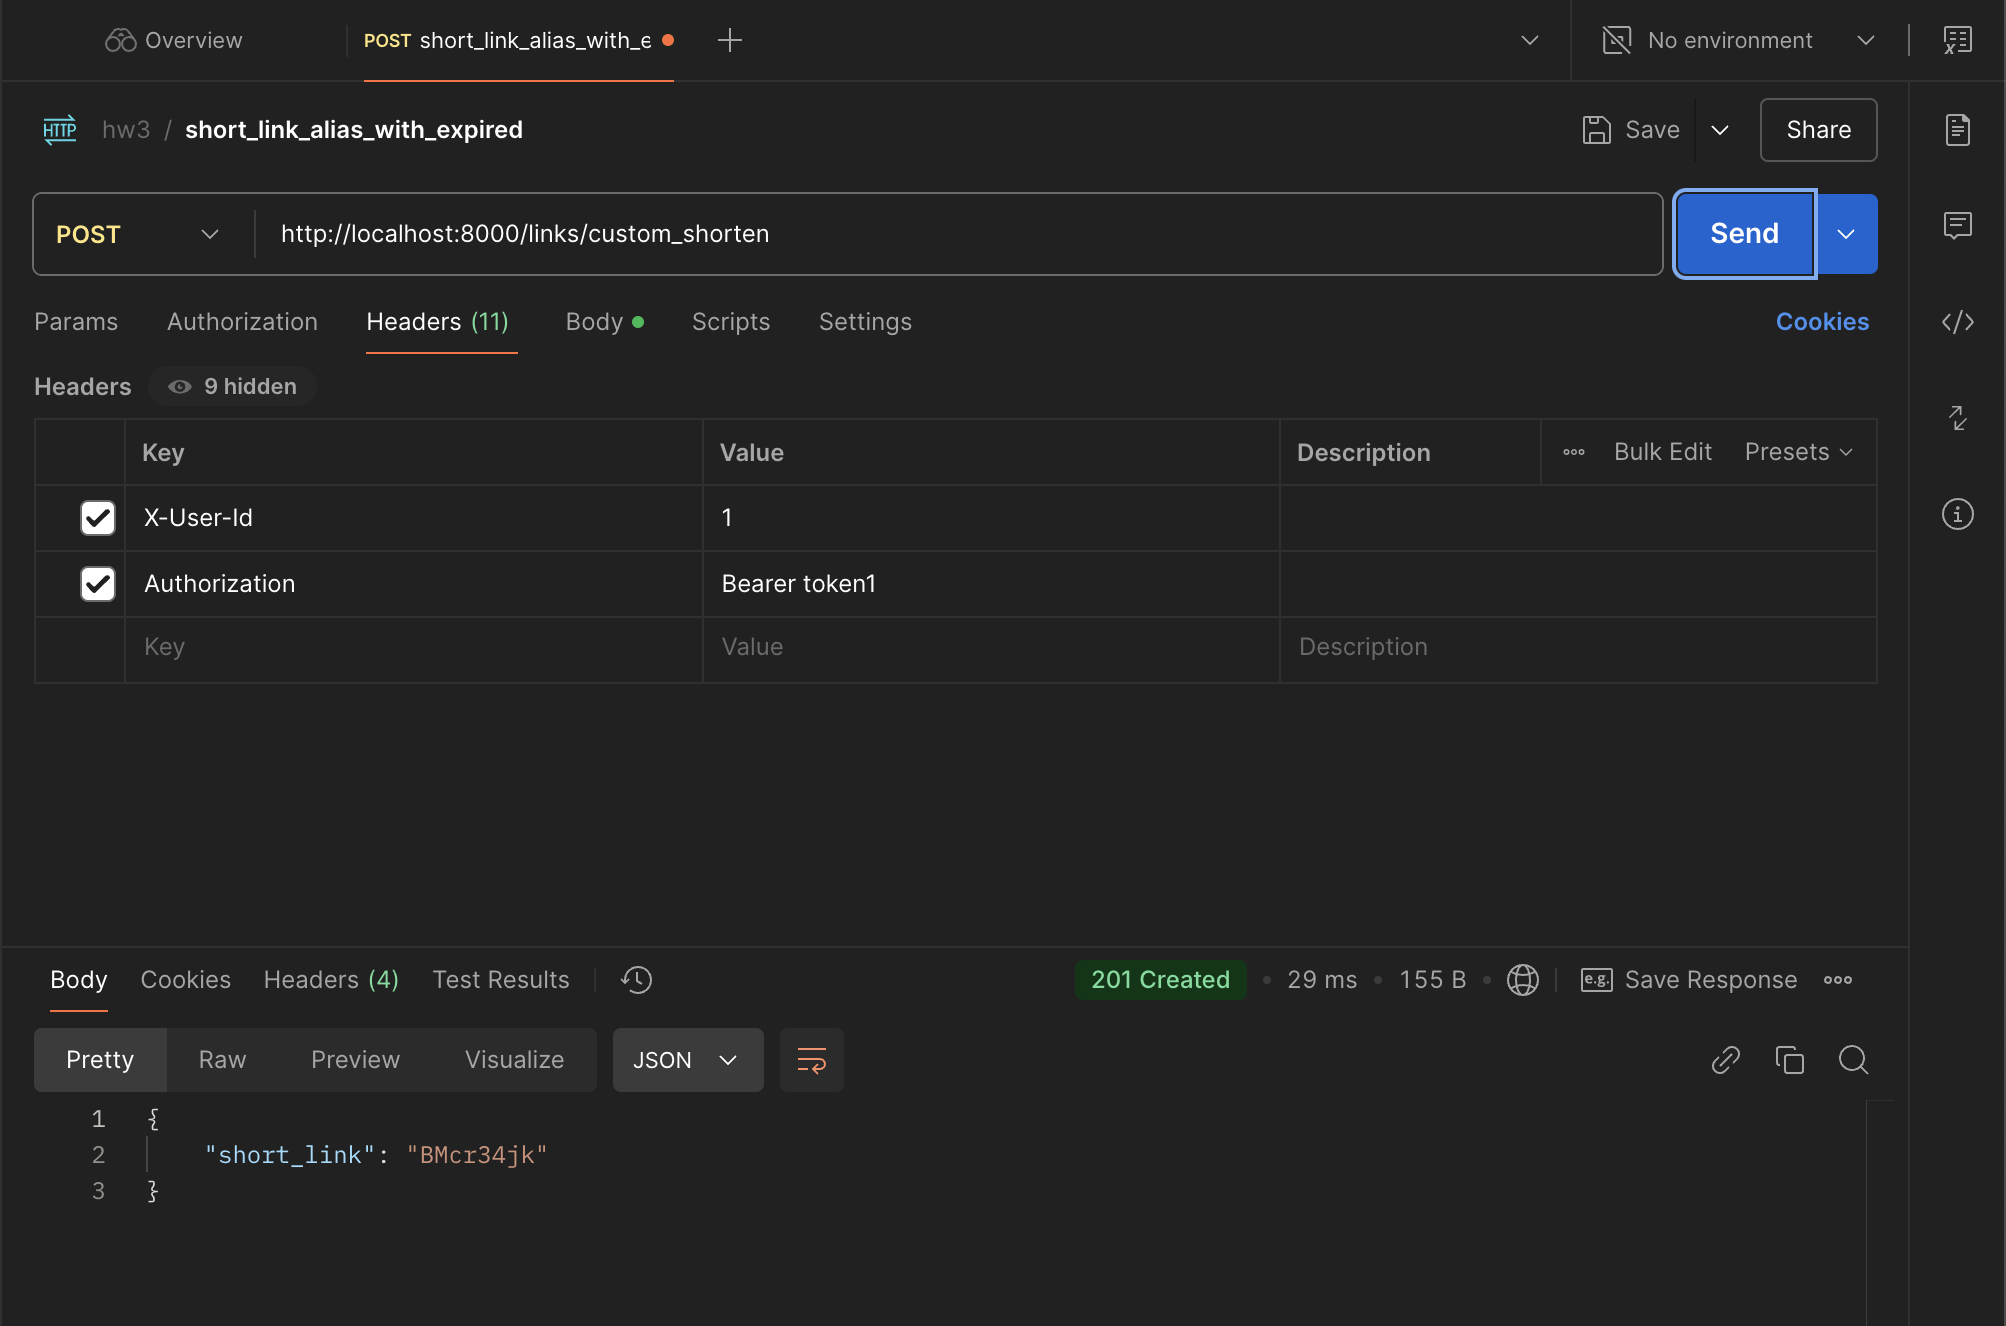 Overview
POST short_link_alias_with_e
No environment
HTTP hw3 / short_link_alias_with_expired
Save
Share
POST
http://localhost:8000/links/custom_shorten
Send
Params Authorization Headers (11) Body Scripts Settings
Cookies
Headers 9 hidden
Key Value Description Bulk Edit Presets
X-User-Id 1
Authorization Bearer token1
Key Value Description
Body Cookies Headers (4) Test Results
201 Created 29 ms 155 B e.g. Save Response
Pretty Raw Preview Visualize JSON
1 {
2 "short_link": "BMcr34jk"
3 }